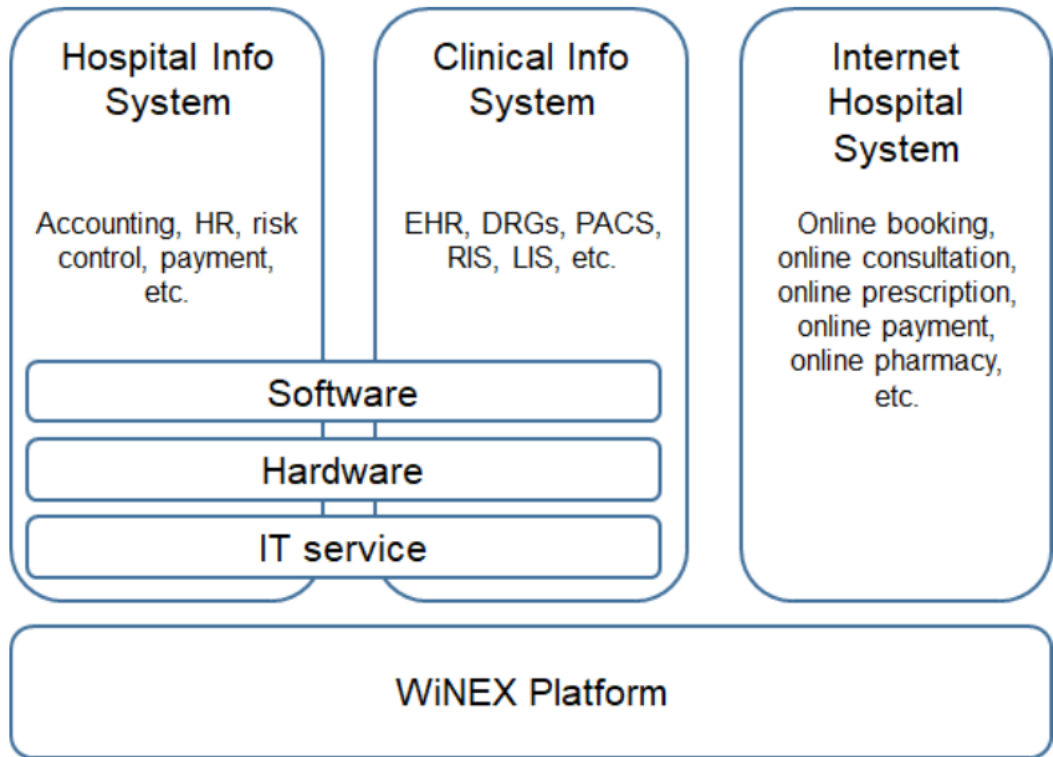 Hospital Info
System
Accounting, HR, risk
control, payment,
etc.
Clinical Info
System
EHR, DRGs, PACS,
RIS, LIS, etc.
Internet
Hospital
System
Online booking,
online consultation,
online prescription,
online payment,
online pharmacy,
etc.
Software
Hardware
IT service
WiNEX Platform